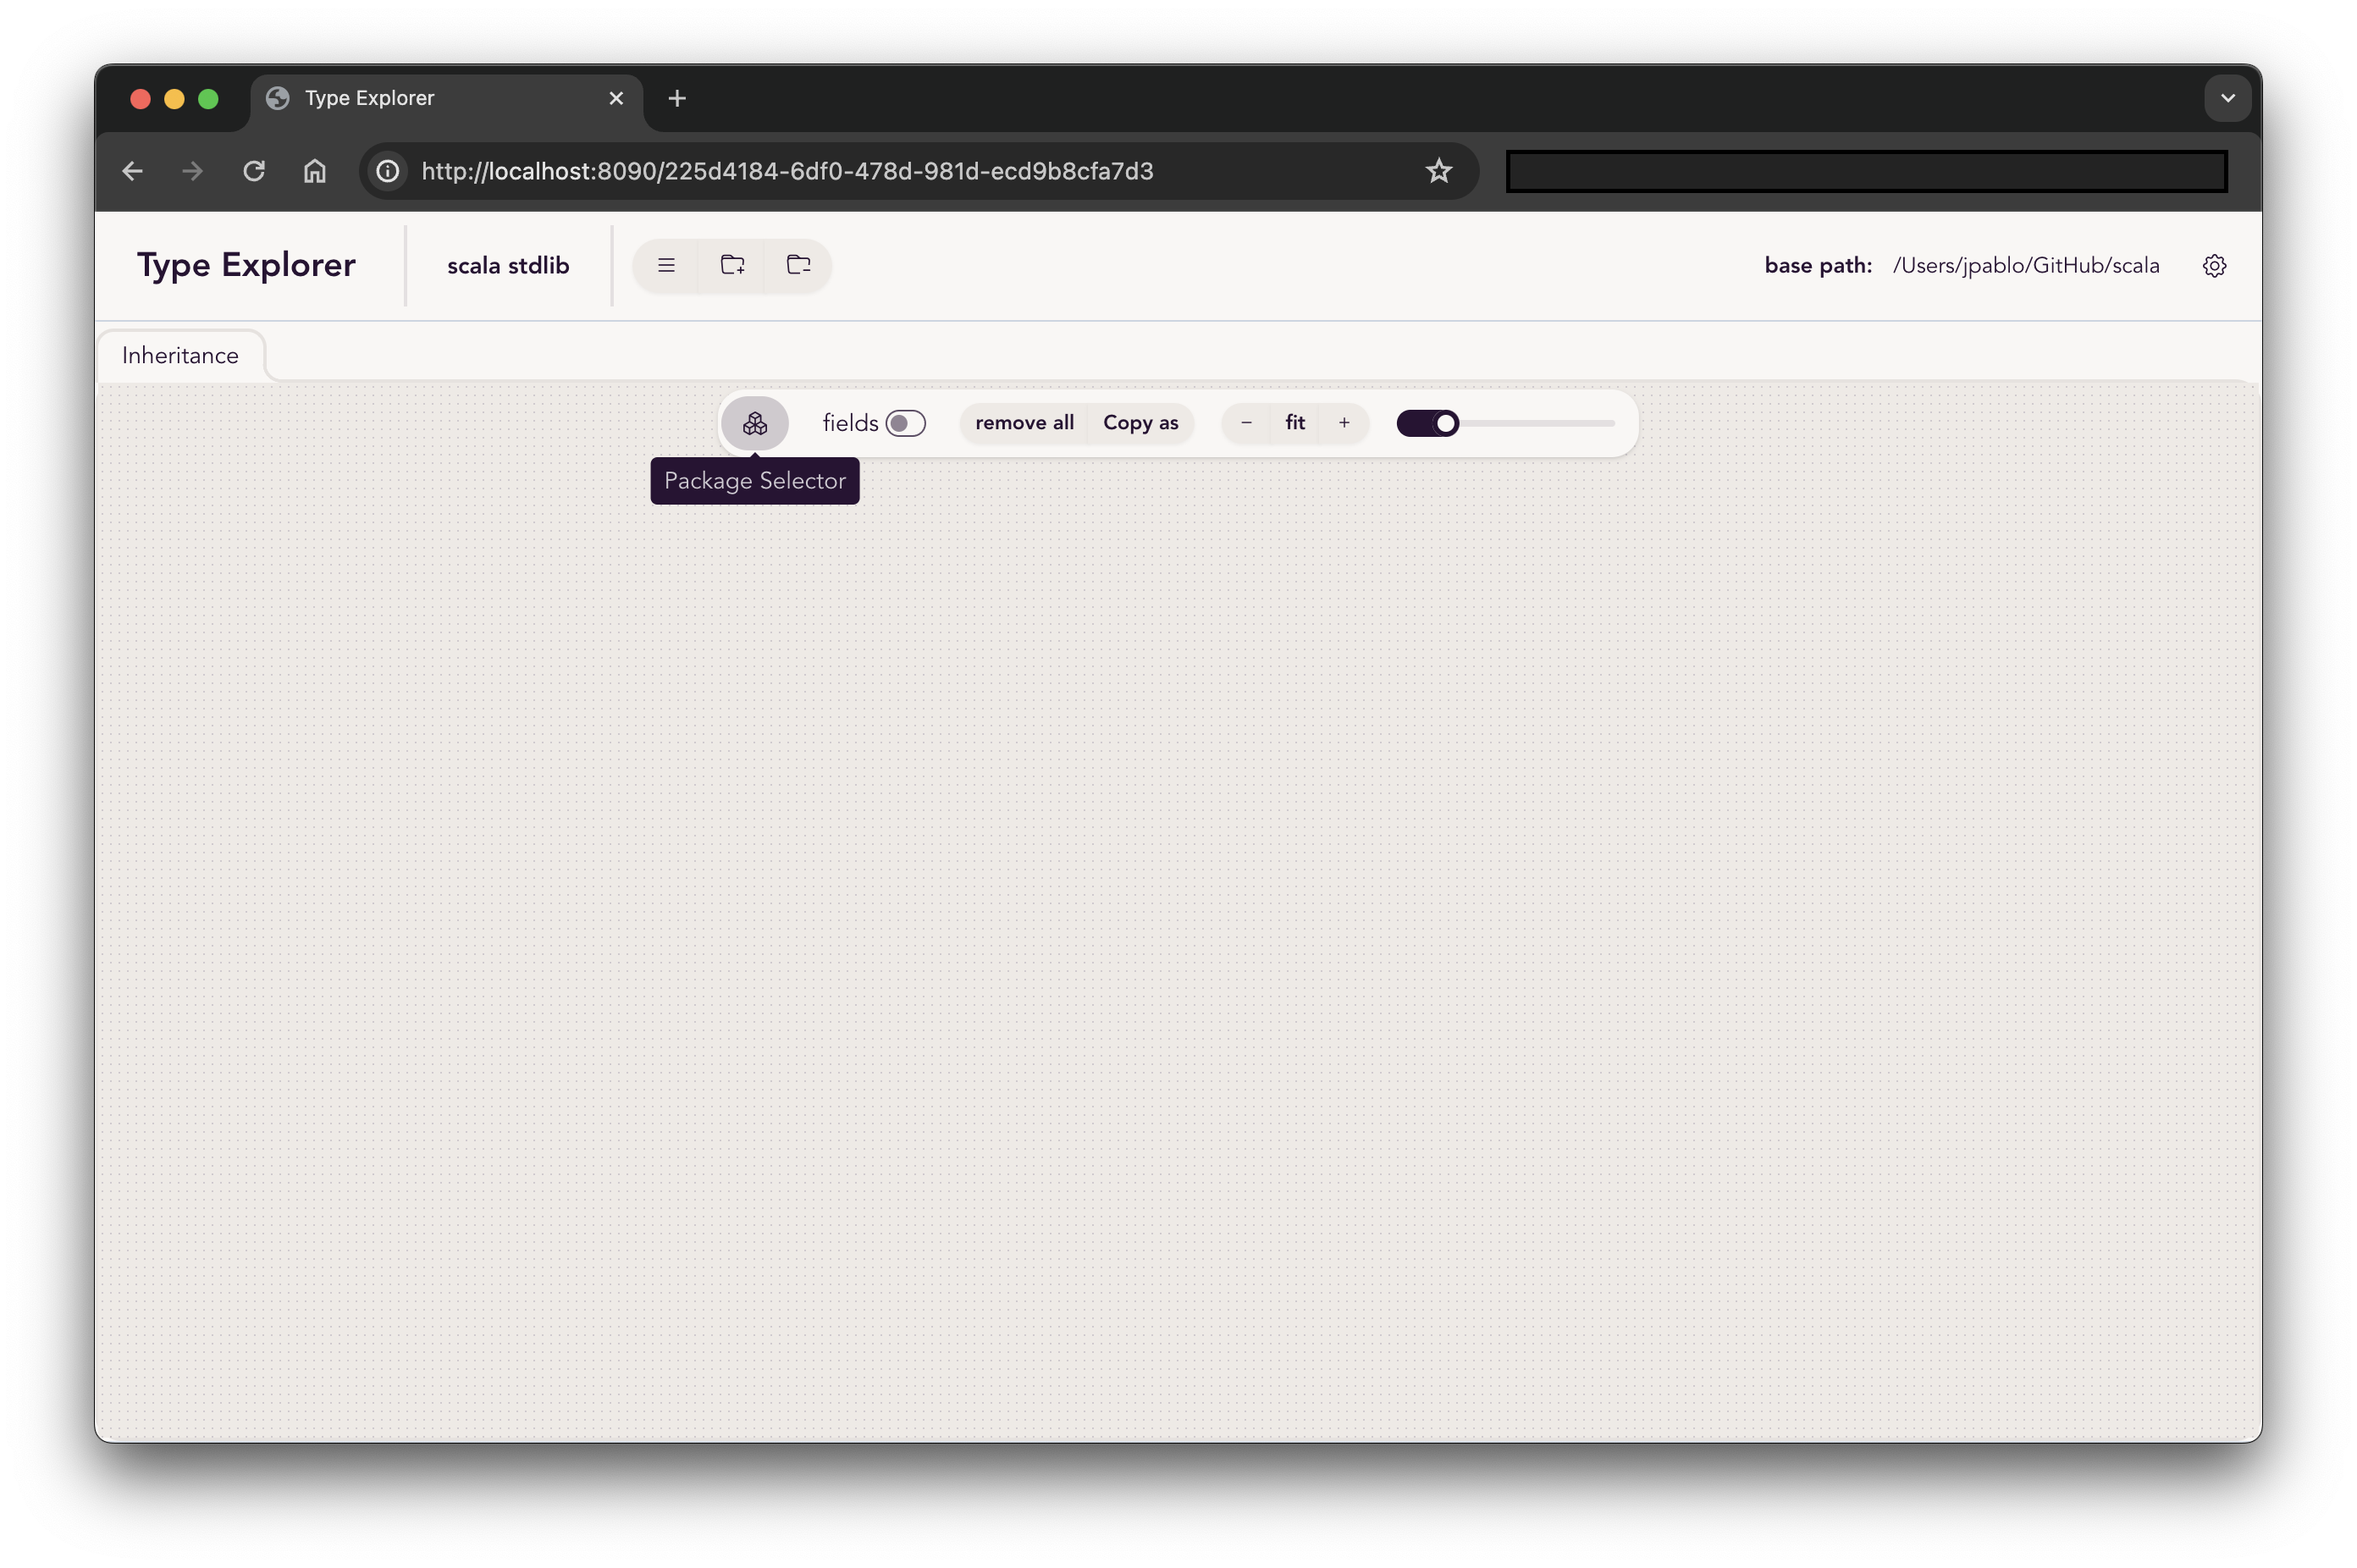 Type Explorer
http://localhost:8090/225d4184-6df0-478d-981d-ecd9b8cfa7d3
Type Explorer
scala stdlib
base path: /Users/jpablo/GitHub/scala
Inheritance
fields
remove all
Copy as
− fit +
Package Selector